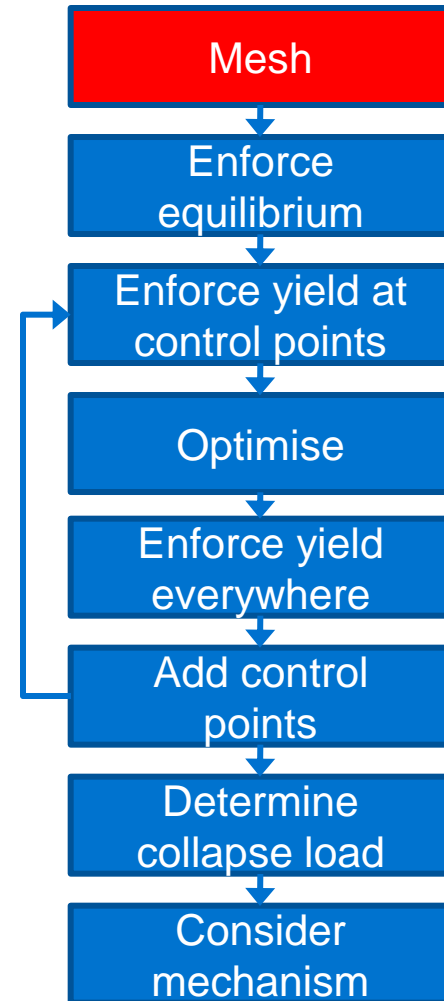 Mesh
Enforce
equilibrium
Enforce yield at
control points
Optimise
Enforce yield
everywhere
Add control
points
Determine
collapse load
Consider
mechanism